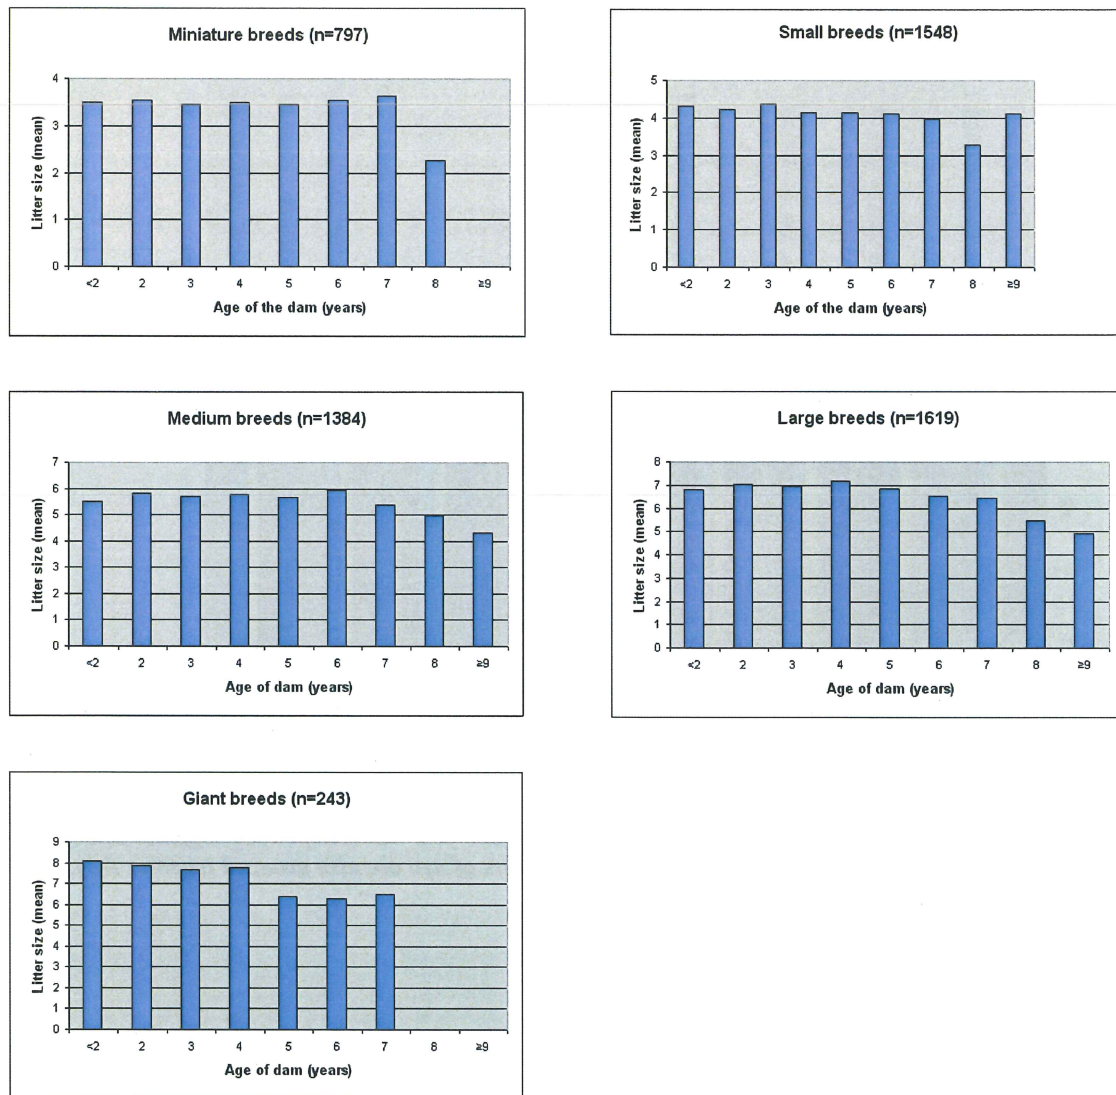 Miniature breeds (n=797)
4
3
2
1
0
Litter size (mean)
<2 2 3 4 5 6 7 8 ≥9
Age of the dam (years)
Small breeds (n=1548)
5
4
3
2
1
0
Litter size (mean)
<2 2 3 4 5 6 7 8 ≥9
Age of the dam (years)
Medium breeds (n=1384)
7
6
5
4
3
2
1
0
Litter size (mean)
<2 2 3 4 5 6 7 8 ≥9
Age of dam (years)
Large breeds (n=1619)
8
7
6
5
4
3
2
1
0
Litter size (mean)
<2 2 3 4 5 6 7 8 ≥9
Age of dam (years)
Giant breeds (n=243)
9
8
7
6
5
4
3
2
1
0
Litter size (mean)
<2 2 3 4 5 6 7 8 ≥9
Age of dam (years)